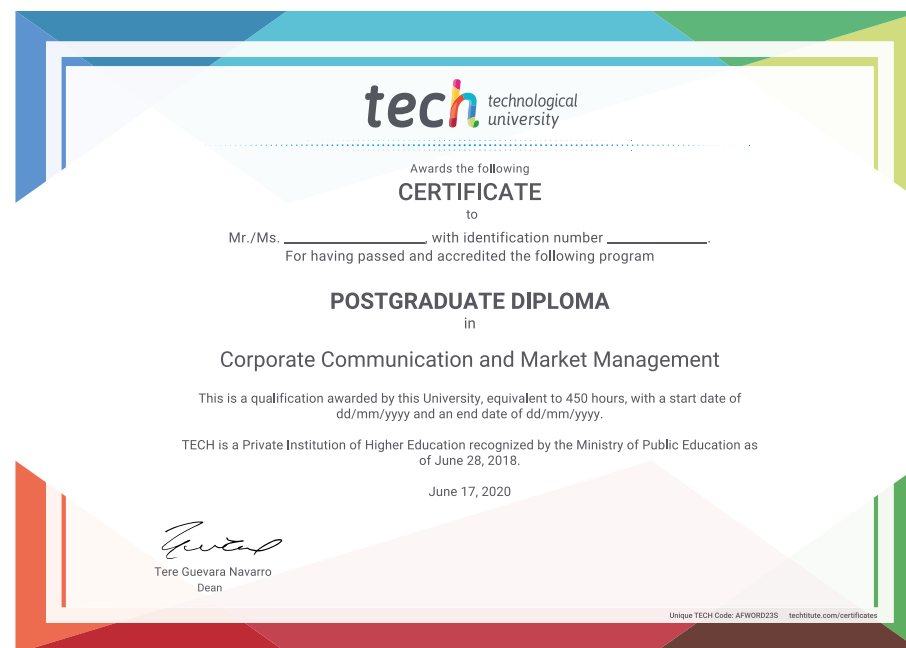 tech technological
university
Awards the following
CERTIFICATE
to
Mr./Ms. ____________________, with identification number ______________.
For having passed and accredited the following program
POSTGRADUATE DIPLOMA
in
Corporate Communication and Market Management
This is a qualification awarded by this University, equivalent to 450 hours, with a start date of
dd/mm/yyyy and an end date of dd/mm/yyyy.
TECH is a Private Institution of Higher Education recognized by the Ministry of Public Education as
of June 28, 2018.
June 17, 2020
Tere Guevara Navarro
Dean
Unique TECH Code: AFWORD23S techtitute.com/certificates